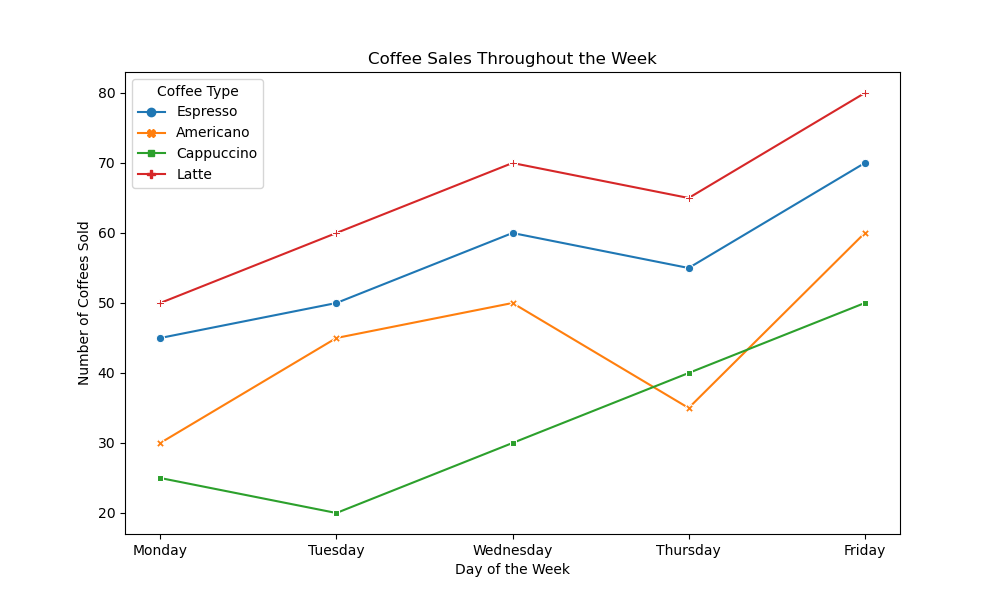 Coffee Sales Throughout the Week
Coffee Type
Espresso
Americano
Cappuccino
Latte
Number of Coffees Sold
80
70
60
50
40
30
20
Monday Tuesday Wednesday Thursday Friday
Day of the Week